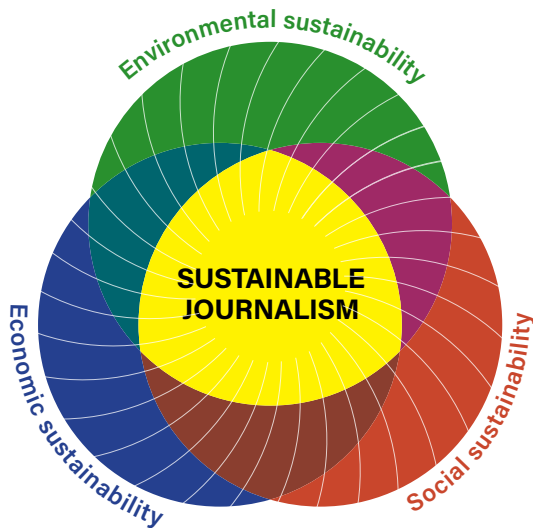 Environmental sustainability
SUSTAINABLE
JOURNALISM
Economic sustainability
Social sustainability